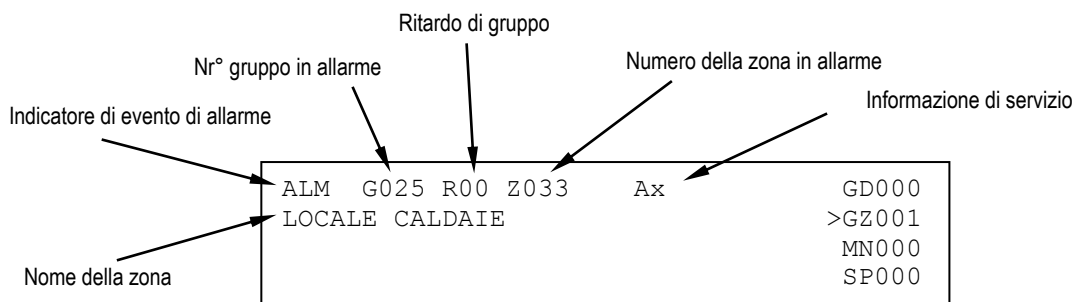 Ritardo di gruppo
Nr° gruppo in allarme
Numero della zona in allarme
Indicatore di evento di allarme
Informazione di servizio
ALM G025 R00 Z033 Ax GD000
LOCALE CALDAIE >GZ001
MN000
Nome della zona
SP000